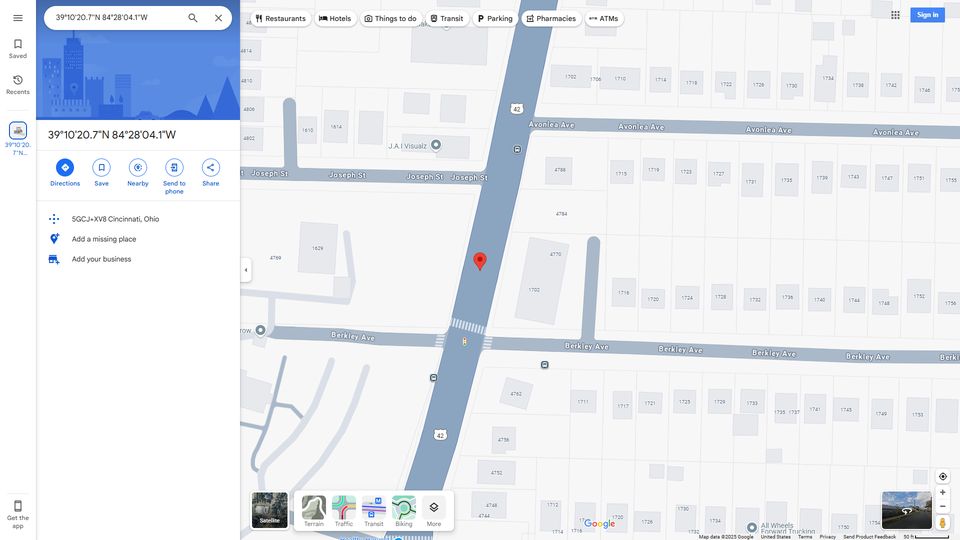 39°10'20.7"N 84°28'04.1"W
Restaurants
Hotels
Things to do
Transit
Parking
Pharmacies
ATMs
Sign in
Saved
Recents
39°10'20.
7"N...
39°10'20.7"N 84°28'04.1"W
Directions
Save
Nearby
Send to
phone
Share
5GCJ+XV8 Cincinnati, Ohio
Add a missing place
Add your business
Get the
app
4814
4806
4802
1610
1614
J.A.I Visualz
42
1702
1706
1710
1714
1718
1722
1726
1730
1734
1738
1742
1746
Avonlea Ave
Avonlea Ave
Avonlea Ave
Avonlea Ave
t
Joseph St
Joseph St
Joseph St
Joseph St
4788
1715
1719
1723
1727
1731
1735
1739
1743
1747
1751
1755
4784
4769
1629
4770
1702
1716
1720
1724
1728
1732
1736
1740
1744
1748
1752
1756
row
Berkley Ave
Berkley Ave
Berkley Ave
Berkley Ave
Berkley Ave
Berkl
4762
1711
1717
1721
1725
1729
1733
1735
1737
1741
1745
1749
1753
42
4756
4752
4748
4744
1712
1750
1754
All Wheels
Forward Trucking
Satellite
Terrain
Traffic
Transit
Biking
More
Google
Map data ©2025 Google
United States
Terms
Privacy
Send Product Feedback
50 ft